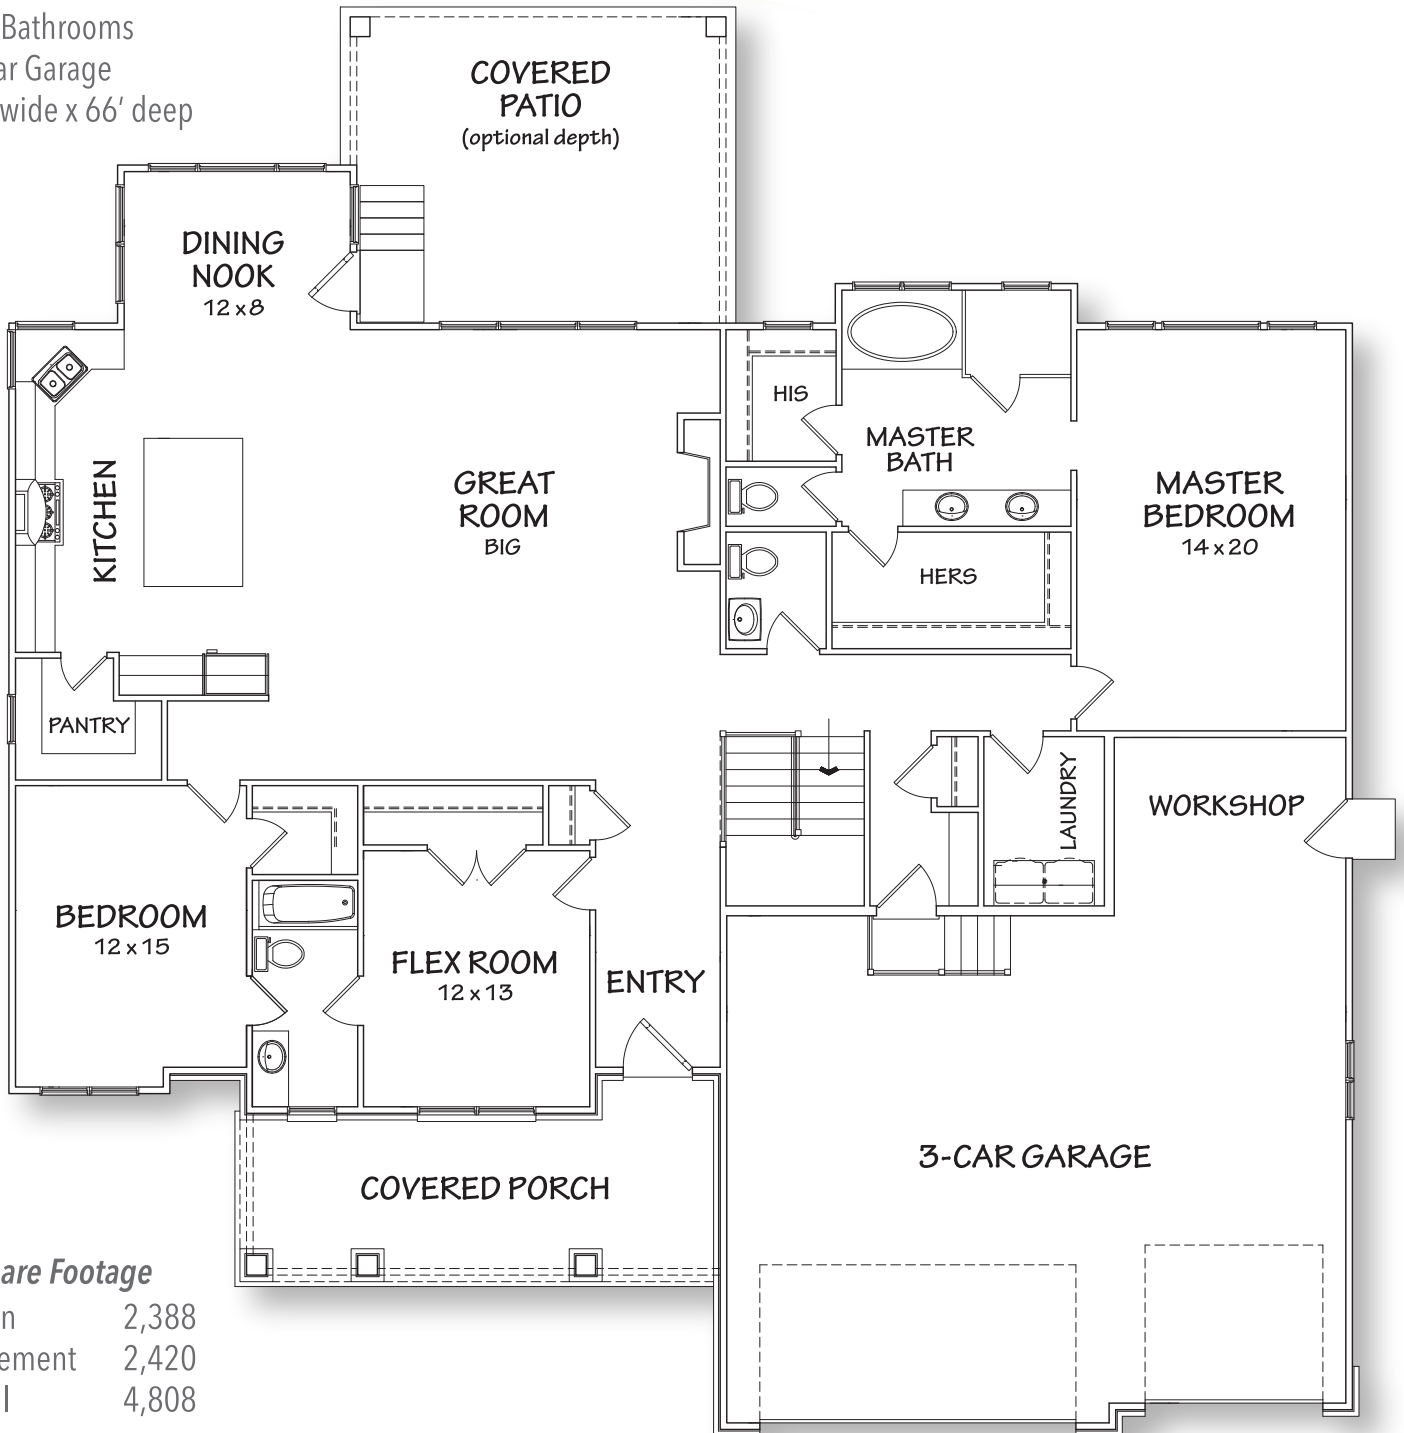 Bathrooms
ar Garage
wide x 66' deep
COVERED
PATIO
(optional depth)
DINING
NOOK
12 x 8
HIS
MASTER
BATH
KITCHEN
GREAT
ROOM
BIG
MASTER
BEDROOM
14 x 20
HERS
PANTRY
LAUNDRY
WORKSHOP
BEDROOM
12 x 15
FLEX ROOM
12 x 13
ENTRY
3-CAR GARAGE
COVERED PORCH
are Footage
n 2,388
ement 2,420
l 4,808